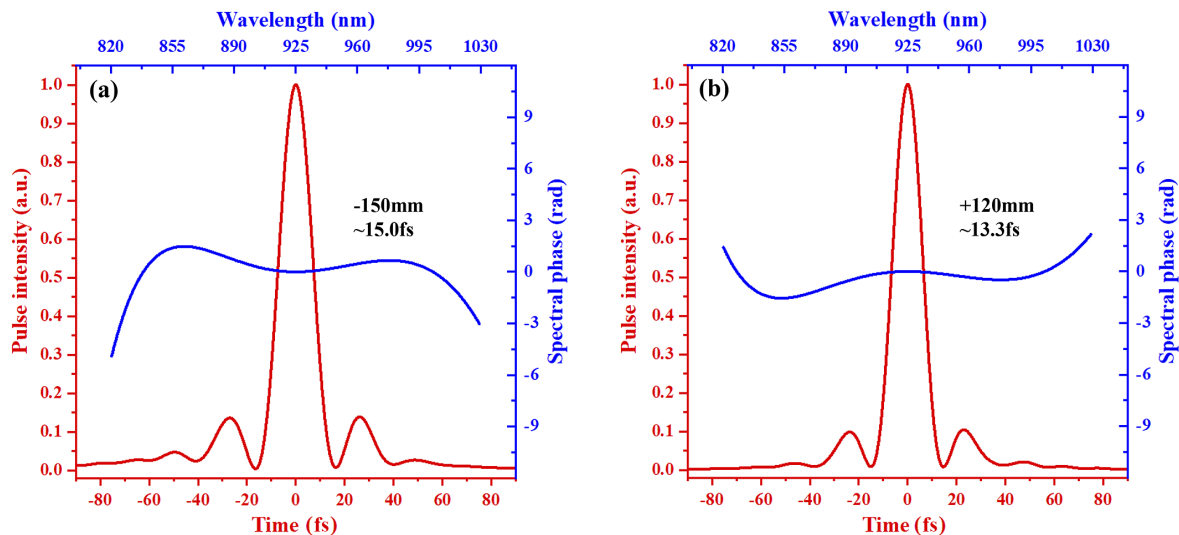 Wavelength (nm)
820 855 890 925 960 995 1030
(a)
Pulse intensity (a.u.)
1.0
0.9
0.8
0.7
0.6
0.5
0.4
0.3
0.2
0.1
0.0
-150mm
~15.0fs
9
6
3
0
-3
-6
-9
Spectral phase (rad)
-80 -60 -40 -20 0 20 40 60 80
Time (fs)
Wavelength (nm)
820 855 890 925 960 995 1030
(b)
Pulse intensity (a.u.)
1.0
0.9
0.8
0.7
0.6
0.5
0.4
0.3
0.2
0.1
0.0
+120mm
~13.3fs
9
6
3
0
-3
-6
-9
Spectral phase (rad)
-80 -60 -40 -20 0 20 40 60 80
Time (fs)